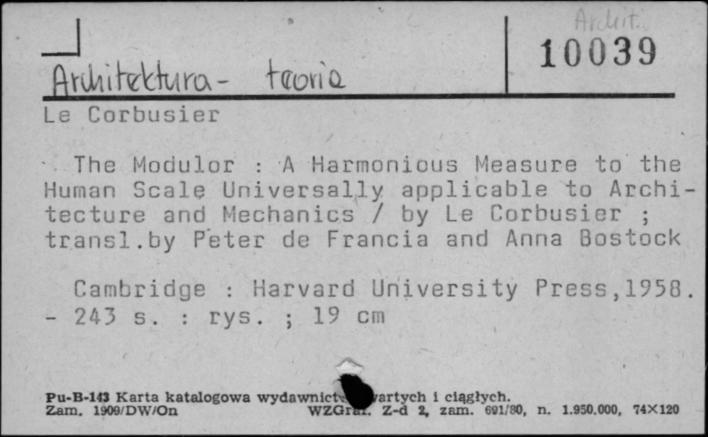 Archit.
10039
Architektura - teoria
Le Corbusier
The Modulor : A Harmonious Measure to the
Human Scale Universally applicable to Archi-
tecture and Mechanics / by Le Corbusier ;
transl.by Peter de Francia and Anna Bostock
Cambridge : Harvard University Press,1958.
- 243 s. : rys. ; 19 cm
Pu-B-143 Karta katalogowa wydawnictw zwartych i ciągłych.
Zam. 1909/DW/On WZGraf. Z-d 2, zam. 691/80, n. 1.950.000, 74×120